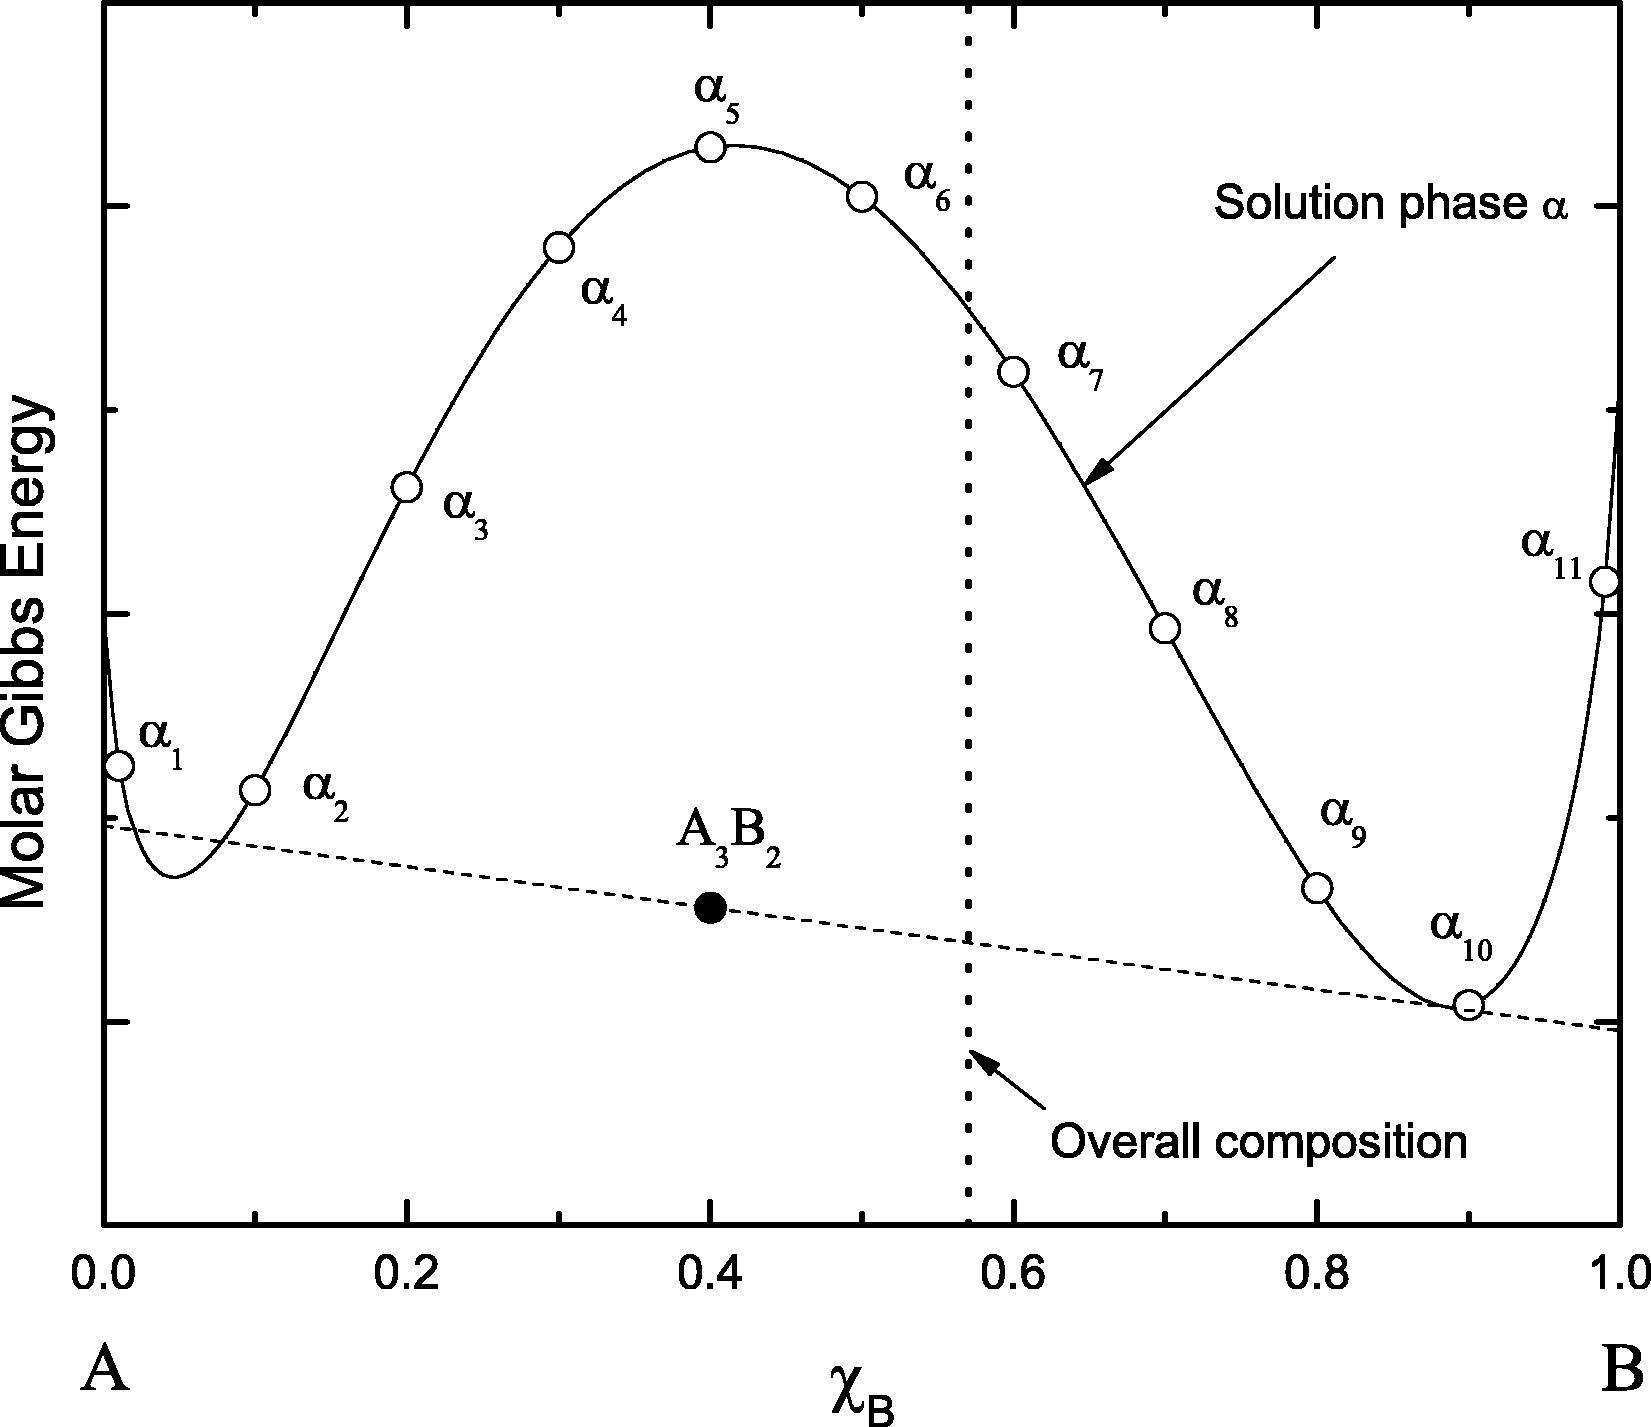 α₅
α₆
Solution phase α
α₄
α₇
α₃
α₈
α₁₁
α₁
α₂
A₃B₂
α₉
α₁₀
Overall composition
Molar Gibbs Energy
0.0 0.2 0.4 0.6 0.8 1.0
A χ_B B